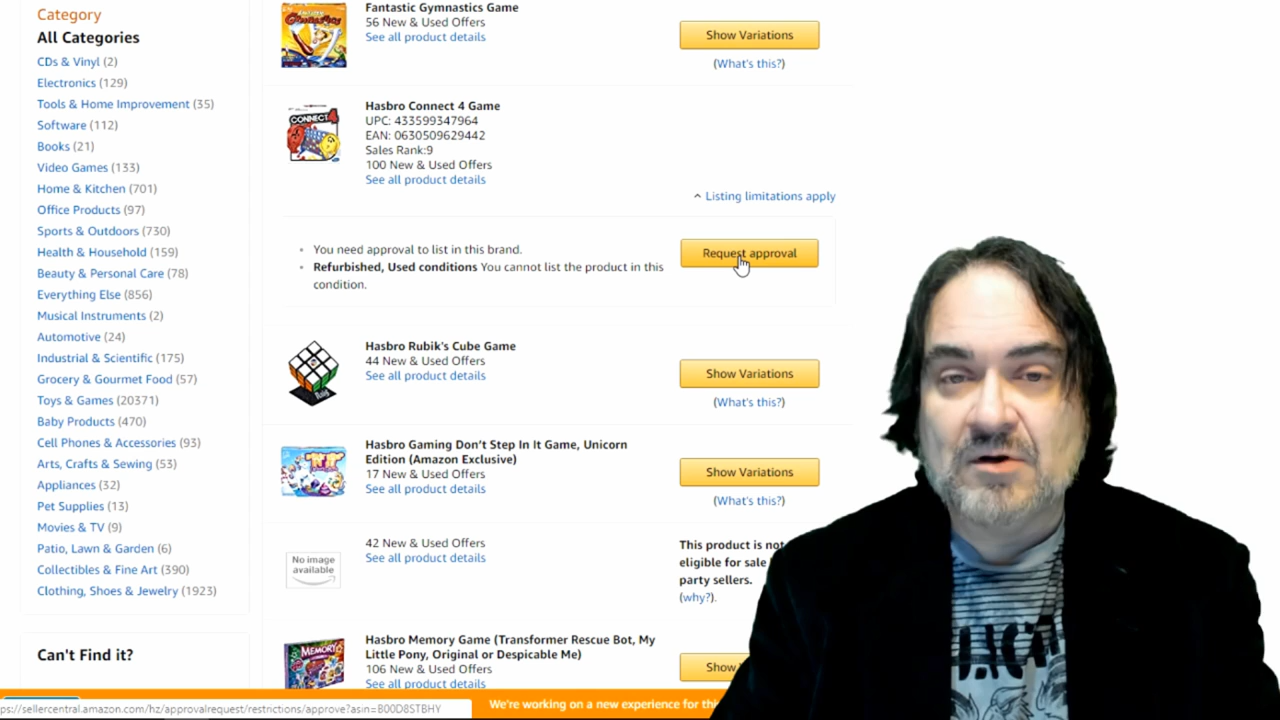 Category
All Categories
CDs & Vinyl (2)
Electronics (129)
Tools & Home Improvement (35)
Software (112)
Books (21)
Video Games (133)
Home & Kitchen (701)
Office Products (97)
Sports & Outdoors (730)
Health & Household (159)
Beauty & Personal Care (78)
Everything Else (856)
Musical Instruments (2)
Automotive (24)
Industrial & Scientific (175)
Grocery & Gourmet Food (57)
Toys & Games (20371)
Baby Products (470)
Cell Phones & Accessories (93)
Arts, Crafts & Sewing (53)
Appliances (32)
Pet Supplies (13)
Movies & TV (9)
Patio, Lawn & Garden (6)
Collectibles & Fine Art (390)
Clothing, Shoes & Jewelry (1923)
Can't Find it?
Fantastic Gymnastics Game
56 New & Used Offers
See all product details
Show Variations
(What's this?)
Hasbro Connect 4 Game
UPC: 433599347964
EAN: 0630509629442
Sales Rank:9
100 New & Used Offers
See all product details
Listing limitations apply
• You need approval to list in this brand.
• Refurbished, Used conditions You cannot list the product in this
condition.
Request approval
CONNECT 4
Hasbro Rubik's Cube Game
44 New & Used Offers
See all product details
Show Variations
(What's this?)
Hasbro Gaming Don't Step In It Game, Unicorn
Edition (Amazon Exclusive)
17 New & Used Offers
See all product details
Show Variations
(What's this?)
No image
available
42 New & Used Offers
See all product details
This product is not
eligible for sale
party sellers.
(why?).
MEMORY
Hasbro Memory Game (Transformer Rescue Bot, My
Little Pony, Original or Despicable Me)
106 New & Used Offers
See all product details
Show
ps://sellercentral.amazon.com/hz/approvalrequest/restrictions/approve?asin=B00D8STBHY
We're working on a new experience for